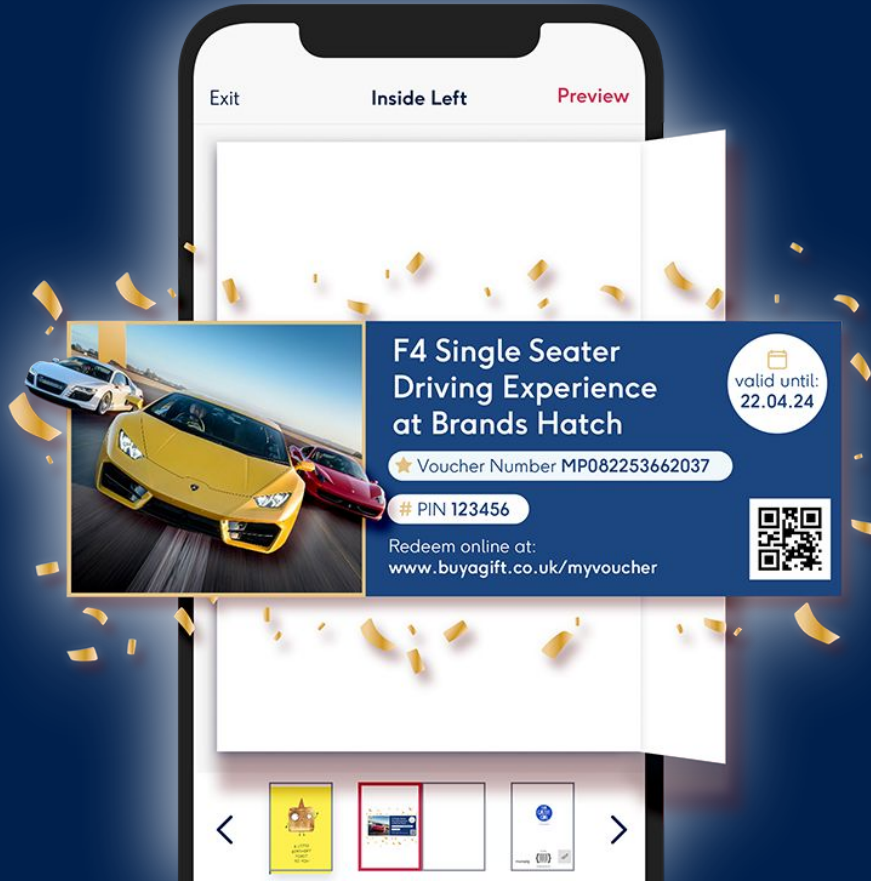 Exit
Inside Left
Preview
F4 Single Seater
Driving Experience
at Brands Hatch
valid until:
22.04.24
Voucher Number MP082253662037
# PIN 123456
Redeem online at:
www.buyagift.co.uk/myvoucher